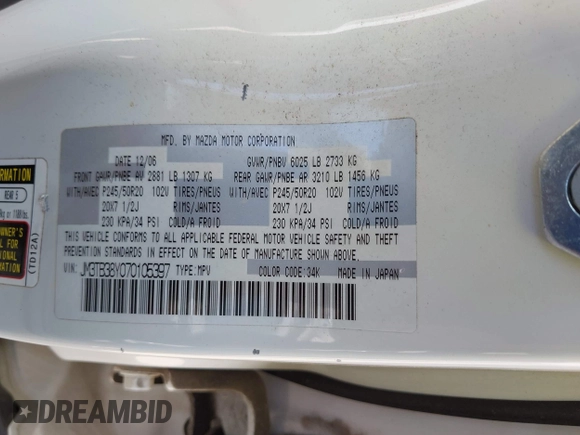 MFD. BY MAZDA MOTOR CORPORATION
DATE 12/06 GVWR/PNBV 6025 LB 2733 KG
FRONT GAWR/PNBE AV 2881 LB 1307 KG REAR GAWR/PNBE AR 3210 LB 1456 KG
WITH/AVEC P245/50R20 102V TIRES/PNEUS WITH/AVEC P245/50R20 102V TIRES/PNEUS
20X7 1/2J RIMS/JANTES 20X7 1/2J RIMS/JANTES
230 KPA/34 PSI COLD/A FROID 230 KPA/34 PSI COLD/A FROID
THIS VEHICLE CONFORMS TO ALL APPLICABLE FEDERAL MOTOR VEHICLE SAFETY AND THEFT
PREVENTION STANDARDS IN EFFECT ON THE DATE OF MANUFACTURE SHOWN ABOVE.
VIN: JM3TB38Y070105397 TYPE: MPV COLOR CODE: 34K MADE IN JAPAN
REAR 5
(TD12A)
DREAMBID